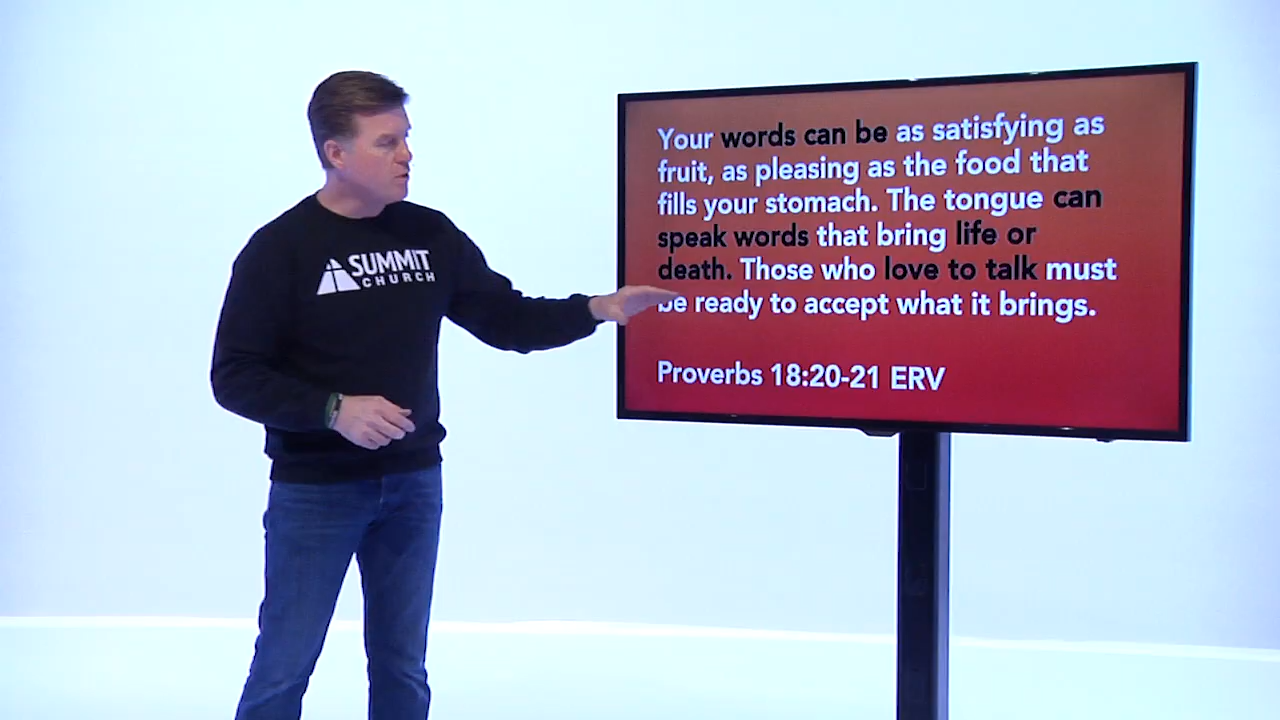 SUMMIT
CHURCH
Your words can be as satisfying as
fruit, as pleasing as the food that
fills your stomach. The tongue can
speak words that bring life or
death. Those who love to talk must
be ready to accept what it brings.
Proverbs 18:20-21 ERV